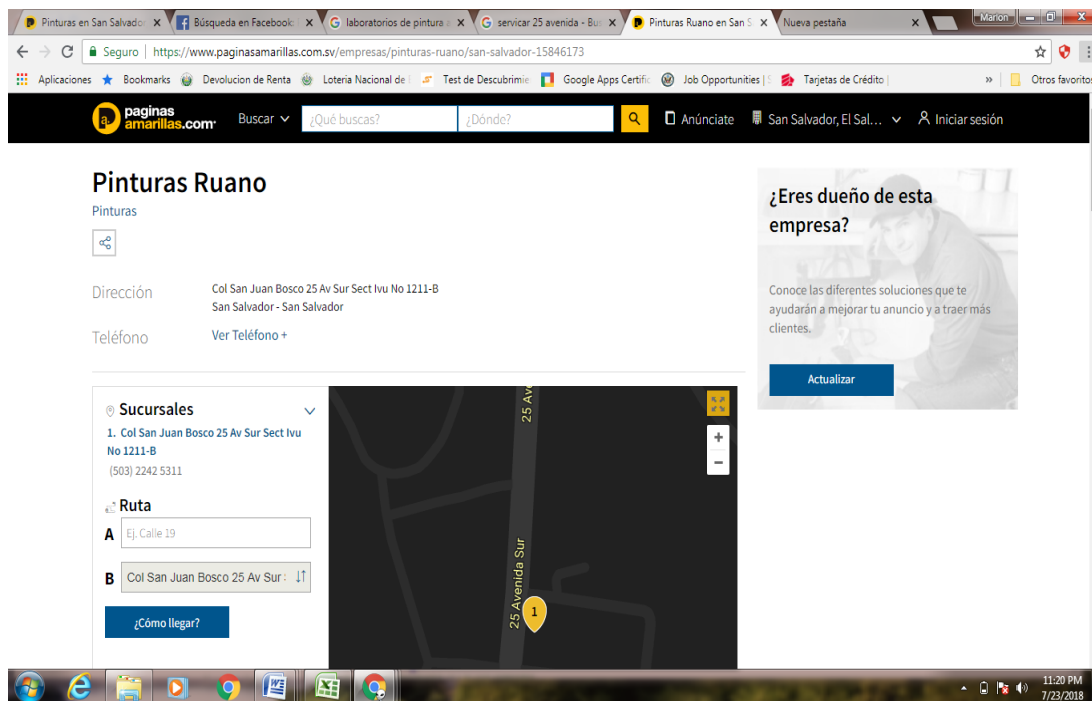 Pinturas en San Salvador
Búsqueda en Facebook:
laboratorios de pintura a
servicar 25 avenida - Bus
Pinturas Ruano en San S
Nueva pestaña
Marion
Seguro
https://www.paginasamarillas.com.sv/empresas/pinturas-ruano/san-salvador-15846173
Aplicaciones
Bookmarks
Devolucion de Renta
Loteria Nacional de
Test de Descubrimie
Google Apps Certific
Job Opportunities | S
Tarjetas de Crédito |
»
Otros favoritos
a.
paginas
amarillas.com
Buscar
¿Qué buscas?
¿Dónde?
Anúnciate
San Salvador, El Sal...
Iniciar sesión
Pinturas Ruano
Pinturas
Dirección
Col San Juan Bosco 25 Av Sur Sect Ivu No 1211-B
San Salvador - San Salvador
Teléfono
Ver Teléfono +
¿Eres dueño de esta
empresa?
Conoce las diferentes soluciones que te
ayudarán a mejorar tu anuncio y a traer más
clientes.
Actualizar
Sucursales
1. Col San Juan Bosco 25 Av Sur Sect Ivu
No 1211-B
(503) 2242 5311
Ruta
A
Ej. Calle 19
B
Col San Juan Bosco 25 Av Sur
¿Cómo llegar?
25 Ave
+
−
25 Avenida Sur
1
11:20 PM
7/23/2018